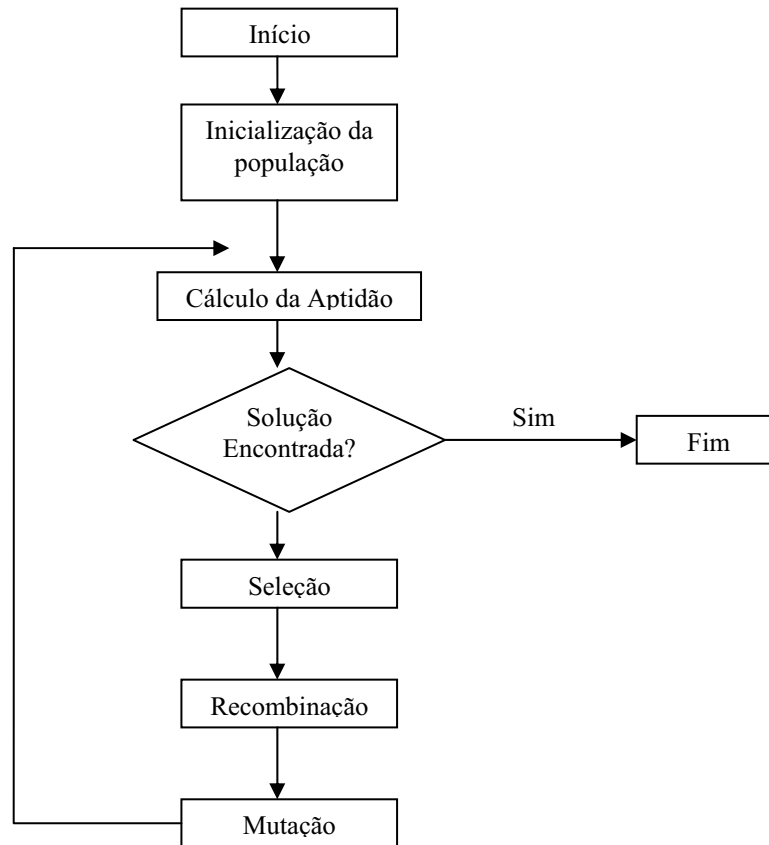 Início
Inicialização da
população
Cálculo da Aptidão
Solução
Encontrada?
Sim
Fim
Seleção
Recombinação
Mutação